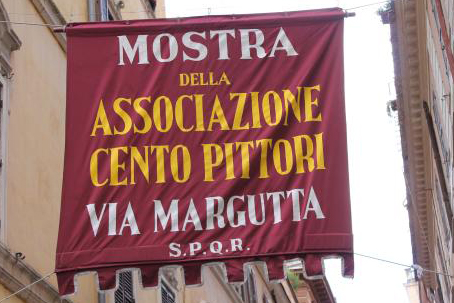 MOSTRA
DELLA
ASSOCIAZIONE
CENTO PITTORI
VIA MARGUTTA
S.P.Q.R.